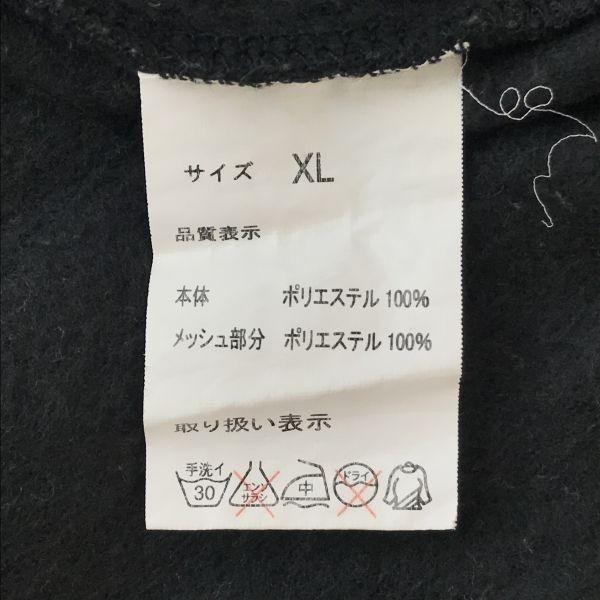 サイズ XL
品質表示
本体 ポリエステル 100%
メッシュ部分 ポリエステル 100%
取り扱い表示
手洗イ 30 エンソサラシ 中 ドライ